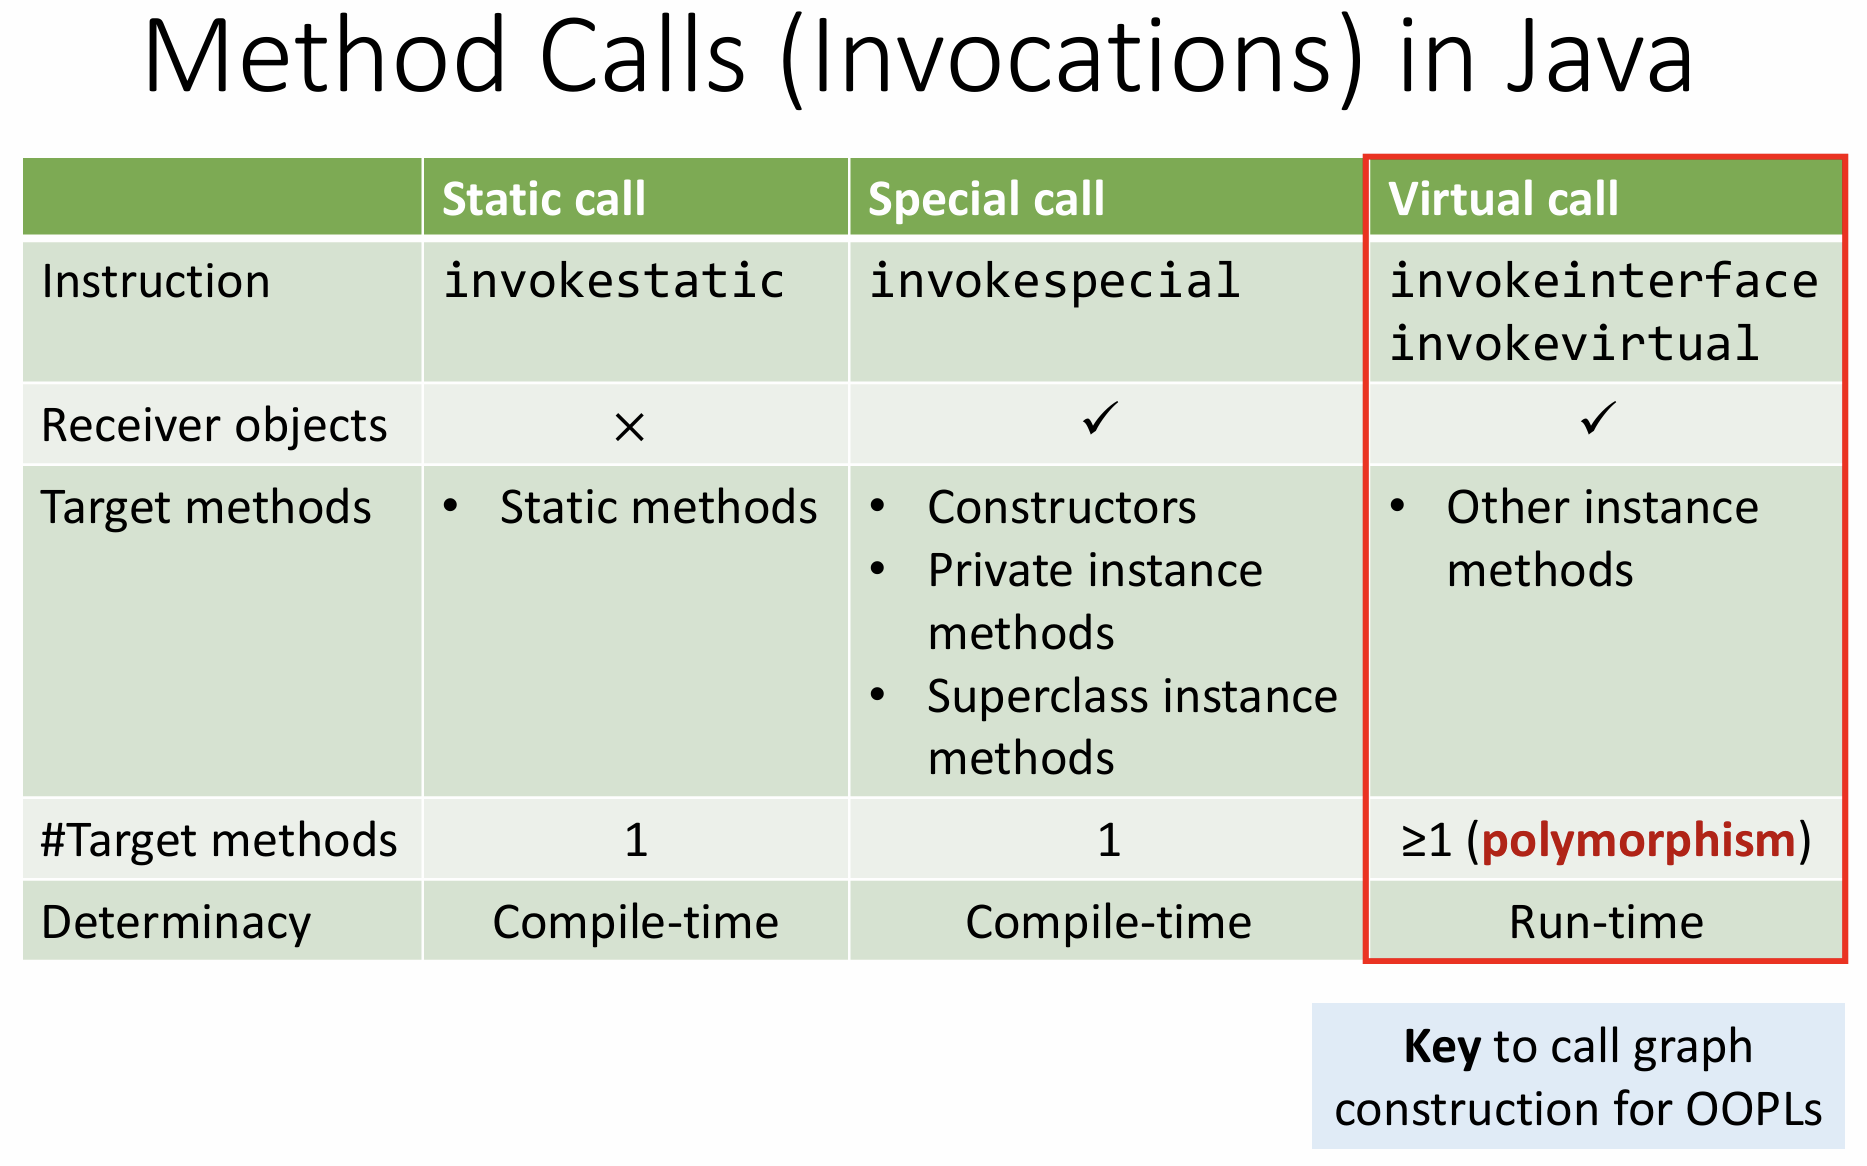 Method Calls (Invocations) in Java
Static call
Special call
Virtual call
Instruction
invokestatic
invokespecial
invokeinterface
invokevirtual
Receiver objects
×
✓
✓
Target methods
• Static methods
• Constructors
• Private instance
methods
• Superclass instance
methods
• Other instance
methods
#Target methods
1
1
≥1 (polymorphism)
Determinacy
Compile-time
Compile-time
Run-time
Key to call graph
construction for OOPLs